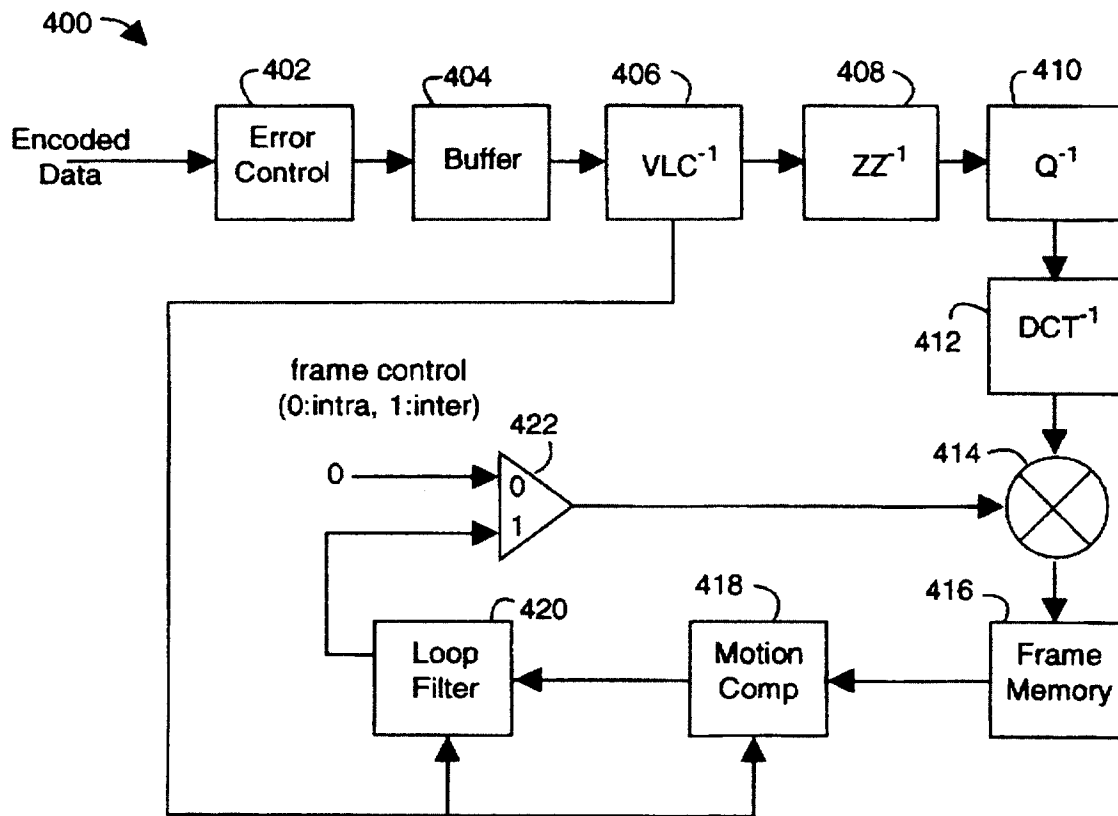 400
402
404
406
408
410
Encoded
Data
Error
Control
Buffer
VLC⁻¹
ZZ⁻¹
Q⁻¹
412
DCT⁻¹
frame control
(0:intra, 1:inter)
422
414
0
0
1
420
418
416
Loop
Filter
Motion
Comp
Frame
Memory